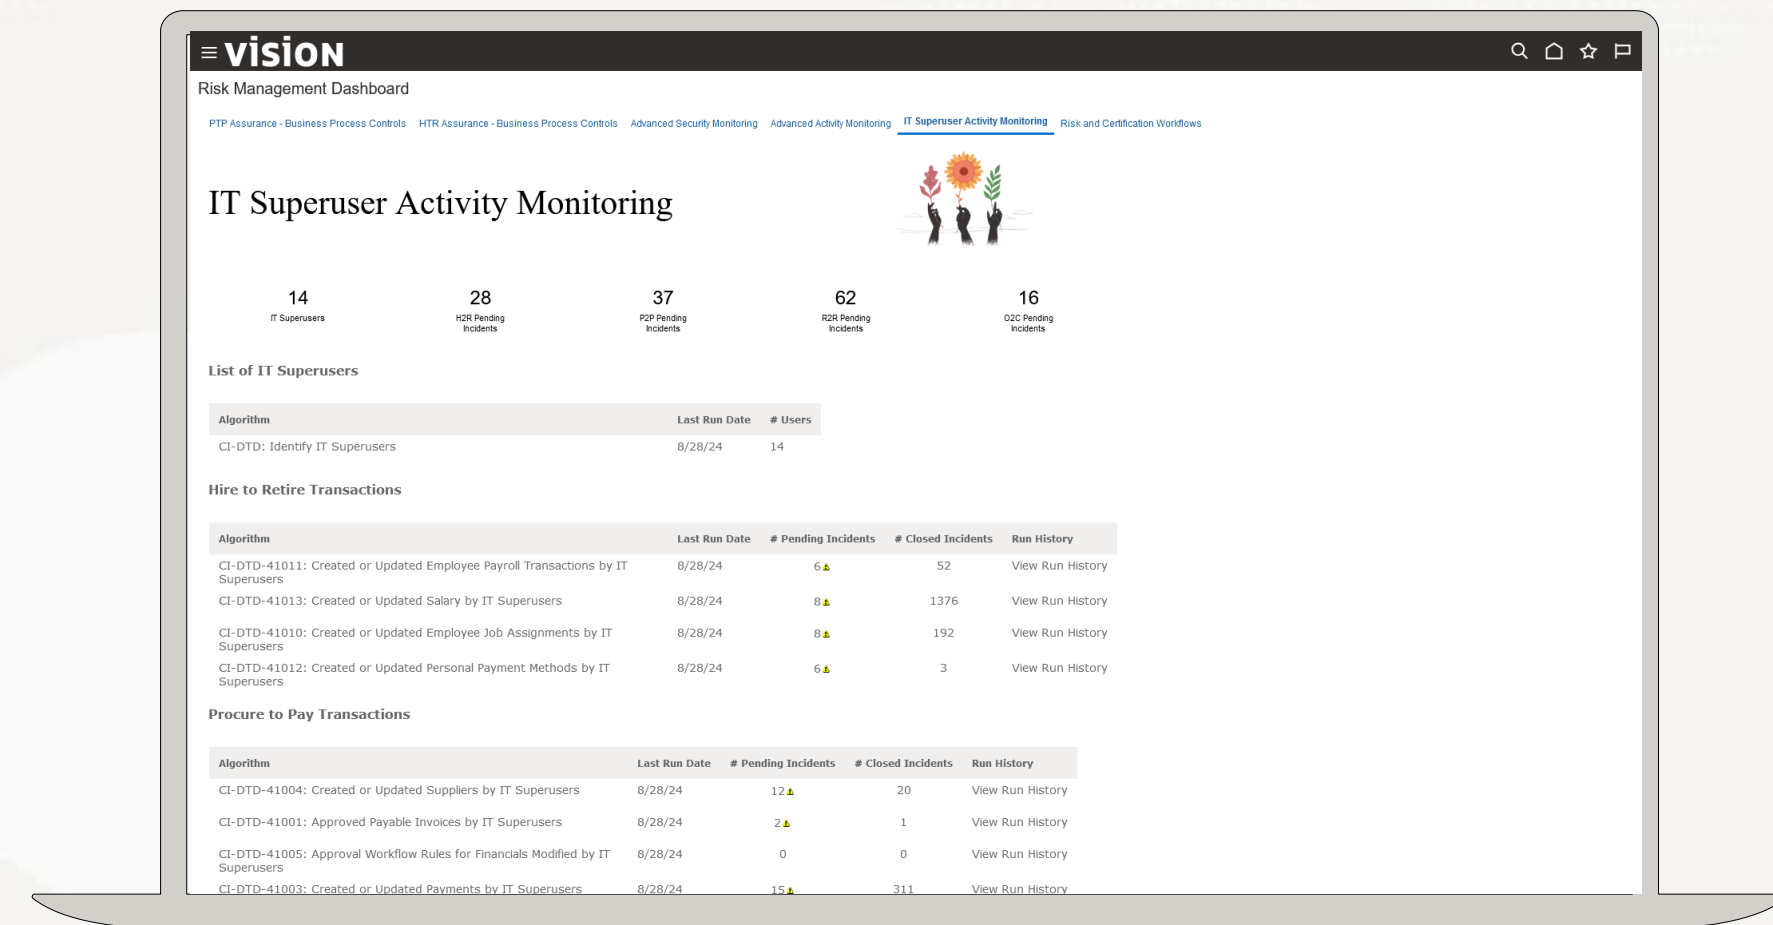 vision
Risk Management Dashboard
PTP Assurance - Business Process Controls HTR Assurance - Business Process Controls Advanced Security Monitoring Advanced Activity Monitoring IT Superuser Activity Monitoring Risk and Certification Workflows
IT Superuser Activity Monitoring
14 28 37 62 16
IT Superusers H2R Pending P2P Pending R2R Pending O2C Pending
Incidents Incidents Incidents Incidents
List of IT Superusers
Algorithm Last Run Date # Users
CI-DTD: Identify IT Superusers 8/28/24 14
Hire to Retire Transactions
Algorithm Last Run Date # Pending Incidents # Closed Incidents Run History
CI-DTD-41011: Created or Updated Employee Payroll Transactions by IT 8/28/24 6 52 View Run History
Superusers
CI-DTD-41013: Created or Updated Salary by IT Superusers 8/28/24 8 1376 View Run History
CI-DTD-41010: Created or Updated Employee Job Assignments by IT 8/28/24 8 192 View Run History
Superusers
CI-DTD-41012: Created or Updated Personal Payment Methods by IT 8/28/24 6 3 View Run History
Superusers
Procure to Pay Transactions
Algorithm Last Run Date # Pending Incidents # Closed Incidents Run History
CI-DTD-41004: Created or Updated Suppliers by IT Superusers 8/28/24 12 20 View Run History
CI-DTD-41001: Approved Payable Invoices by IT Superusers 8/28/24 2 1 View Run History
CI-DTD-41005: Approval Workflow Rules for Financials Modified by IT 8/28/24 0 0 View Run History
Superusers
CI-DTD-41003: Created or Updated Payments by IT Superusers 8/28/24 15 311 View Run History